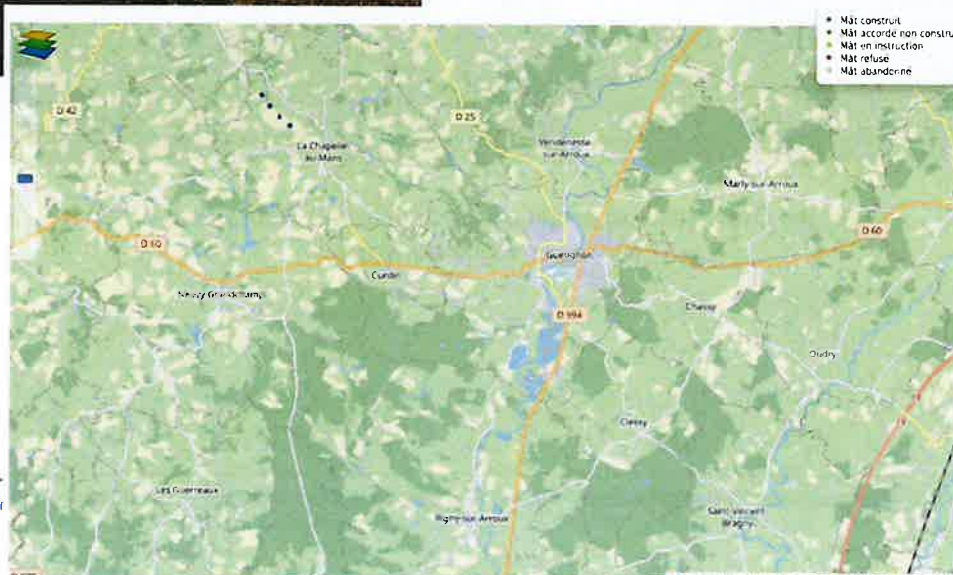 Mât construit
Mât accordé non constru
Mât en instruction
Mât refusé
Mât abandonné
D 42
D 25
La Chapelle
au-Mans
Vendenesse
sur-Arroux
Marly-sur-Arroux
D 60
D 60
Gueugnon
Curdin
Neuvy-Grandchamp
Chassy
D 994
Oudry
Clessy
Les Guerreaux
Rigny-sur-Arroux
Saint-Vincent
Bragny